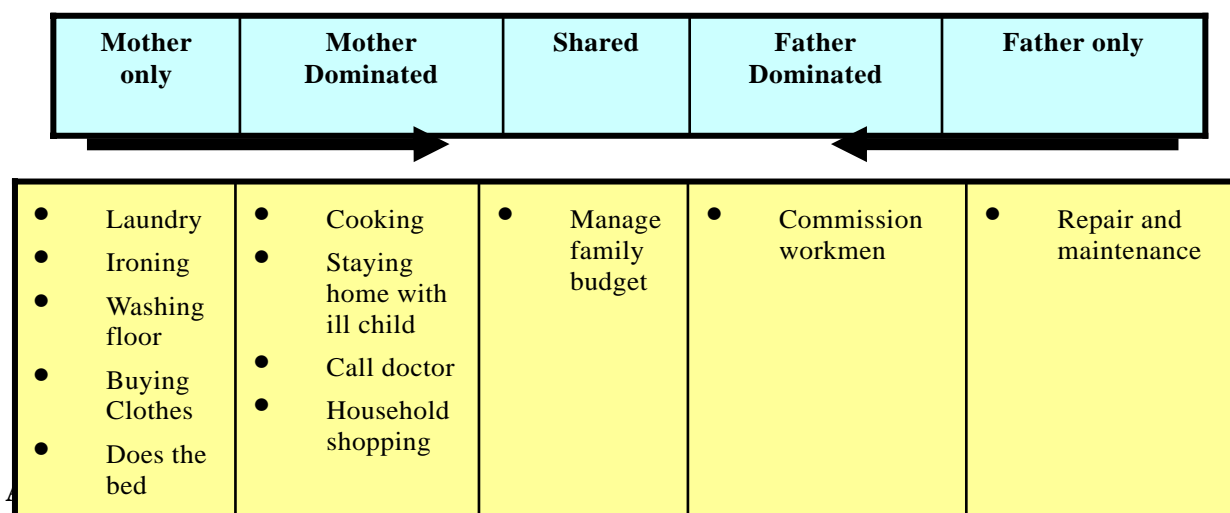 Mother
only
Mother
Dominated
Shared
Father
Dominated
Father only
• Laundry
• Ironing
• Washing
floor
• Buying
Clothes
• Does the
bed
• Cooking
• Staying
home with
ill child
• Call doctor
• Household
shopping
• Manage
family
budget
• Commission
workmen
• Repair and
maintenance